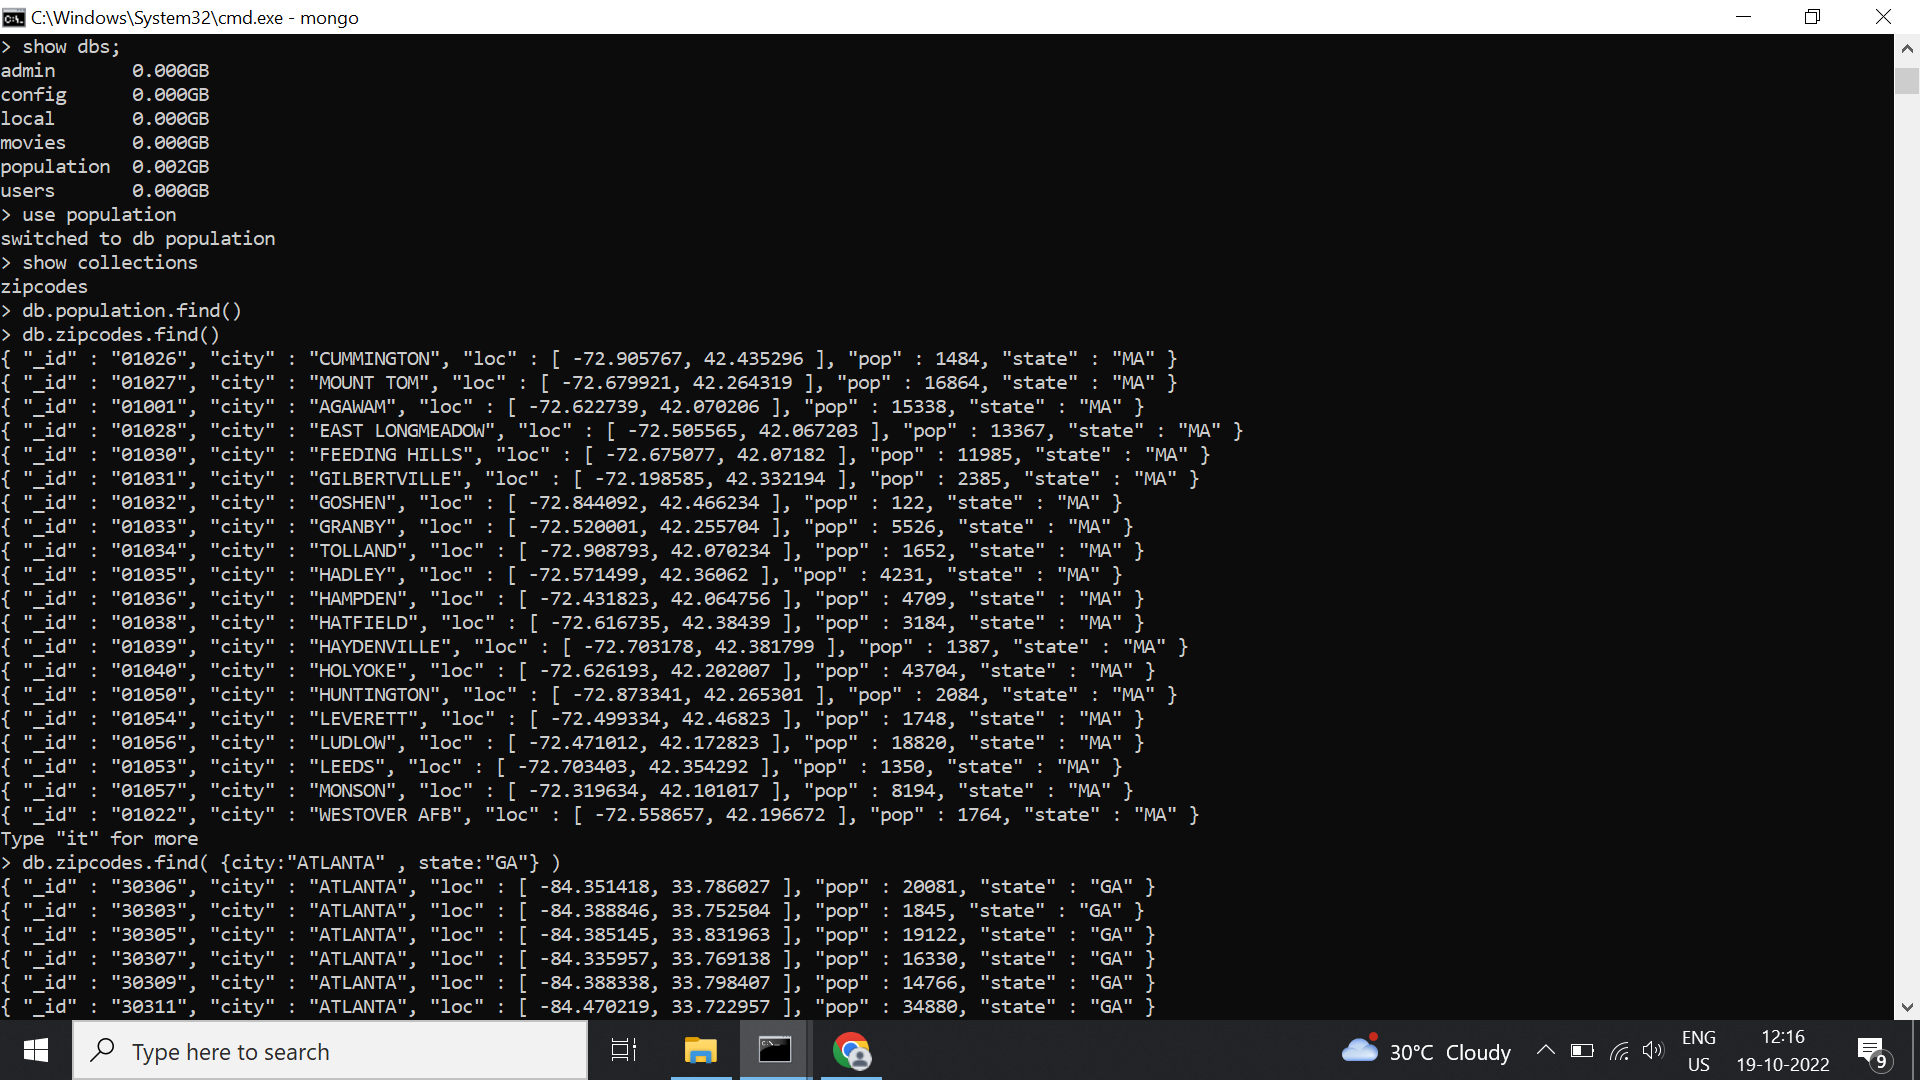 C:\Windows\System32\cmd.exe - mongo
> show dbs;
admin       0.000GB
config      0.000GB
local       0.000GB
movies      0.000GB
population  0.002GB
users       0.000GB
> use population
switched to db population
> show collections
zipcodes
> db.population.find()
> db.zipcodes.find()
{ "_id" : "01026", "city" : "CUMMINGTON", "loc" : [ -72.905767, 42.435296 ], "pop" : 1484, "state" : "MA" }
{ "_id" : "01027", "city" : "MOUNT TOM", "loc" : [ -72.679921, 42.264319 ], "pop" : 16864, "state" : "MA" }
{ "_id" : "01001", "city" : "AGAWAM", "loc" : [ -72.622739, 42.070206 ], "pop" : 15338, "state" : "MA" }
{ "_id" : "01028", "city" : "EAST LONGMEADOW", "loc" : [ -72.505565, 42.067203 ], "pop" : 13367, "state" : "MA" }
{ "_id" : "01030", "city" : "FEEDING HILLS", "loc" : [ -72.675077, 42.07182 ], "pop" : 11985, "state" : "MA" }
{ "_id" : "01031", "city" : "GILBERTVILLE", "loc" : [ -72.198585, 42.332194 ], "pop" : 2385, "state" : "MA" }
{ "_id" : "01032", "city" : "GOSHEN", "loc" : [ -72.844092, 42.466234 ], "pop" : 122, "state" : "MA" }
{ "_id" : "01033", "city" : "GRANBY", "loc" : [ -72.520001, 42.255704 ], "pop" : 5526, "state" : "MA" }
{ "_id" : "01034", "city" : "TOLLAND", "loc" : [ -72.908793, 42.070234 ], "pop" : 1652, "state" : "MA" }
{ "_id" : "01035", "city" : "HADLEY", "loc" : [ -72.571499, 42.36062 ], "pop" : 4231, "state" : "MA" }
{ "_id" : "01036", "city" : "HAMPDEN", "loc" : [ -72.431823, 42.064756 ], "pop" : 4709, "state" : "MA" }
{ "_id" : "01038", "city" : "HATFIELD", "loc" : [ -72.616735, 42.38439 ], "pop" : 3184, "state" : "MA" }
{ "_id" : "01039", "city" : "HAYDENVILLE", "loc" : [ -72.703178, 42.381799 ], "pop" : 1387, "state" : "MA" }
{ "_id" : "01040", "city" : "HOLYOKE", "loc" : [ -72.626193, 42.202007 ], "pop" : 43704, "state" : "MA" }
{ "_id" : "01050", "city" : "HUNTINGTON", "loc" : [ -72.873341, 42.265301 ], "pop" : 2084, "state" : "MA" }
{ "_id" : "01054", "city" : "LEVERETT", "loc" : [ -72.499334, 42.46823 ], "pop" : 1748, "state" : "MA" }
{ "_id" : "01056", "city" : "LUDLOW", "loc" : [ -72.471012, 42.172823 ], "pop" : 18820, "state" : "MA" }
{ "_id" : "01053", "city" : "LEEDS", "loc" : [ -72.703403, 42.354292 ], "pop" : 1350, "state" : "MA" }
{ "_id" : "01057", "city" : "MONSON", "loc" : [ -72.319634, 42.101017 ], "pop" : 8194, "state" : "MA" }
{ "_id" : "01022", "city" : "WESTOVER AFB", "loc" : [ -72.558657, 42.196672 ], "pop" : 1764, "state" : "MA" }
Type "it" for more
> db.zipcodes.find( {city:"ATLANTA" , state:"GA"} )
{ "_id" : "30306", "city" : "ATLANTA", "loc" : [ -84.351418, 33.786027 ], "pop" : 20081, "state" : "GA" }
{ "_id" : "30303", "city" : "ATLANTA", "loc" : [ -84.388846, 33.752504 ], "pop" : 1845, "state" : "GA" }
{ "_id" : "30305", "city" : "ATLANTA", "loc" : [ -84.385145, 33.831963 ], "pop" : 19122, "state" : "GA" }
{ "_id" : "30307", "city" : "ATLANTA", "loc" : [ -84.335957, 33.769138 ], "pop" : 16330, "state" : "GA" }
{ "_id" : "30309", "city" : "ATLANTA", "loc" : [ -84.388338, 33.798407 ], "pop" : 14766, "state" : "GA" }
{ "_id" : "30311", "city" : "ATLANTA", "loc" : [ -84.470219, 33.722957 ], "pop" : 34880, "state" : "GA" }
Type here to search
30°C Cloudy
ENG
US
12:16
19-10-2022
9